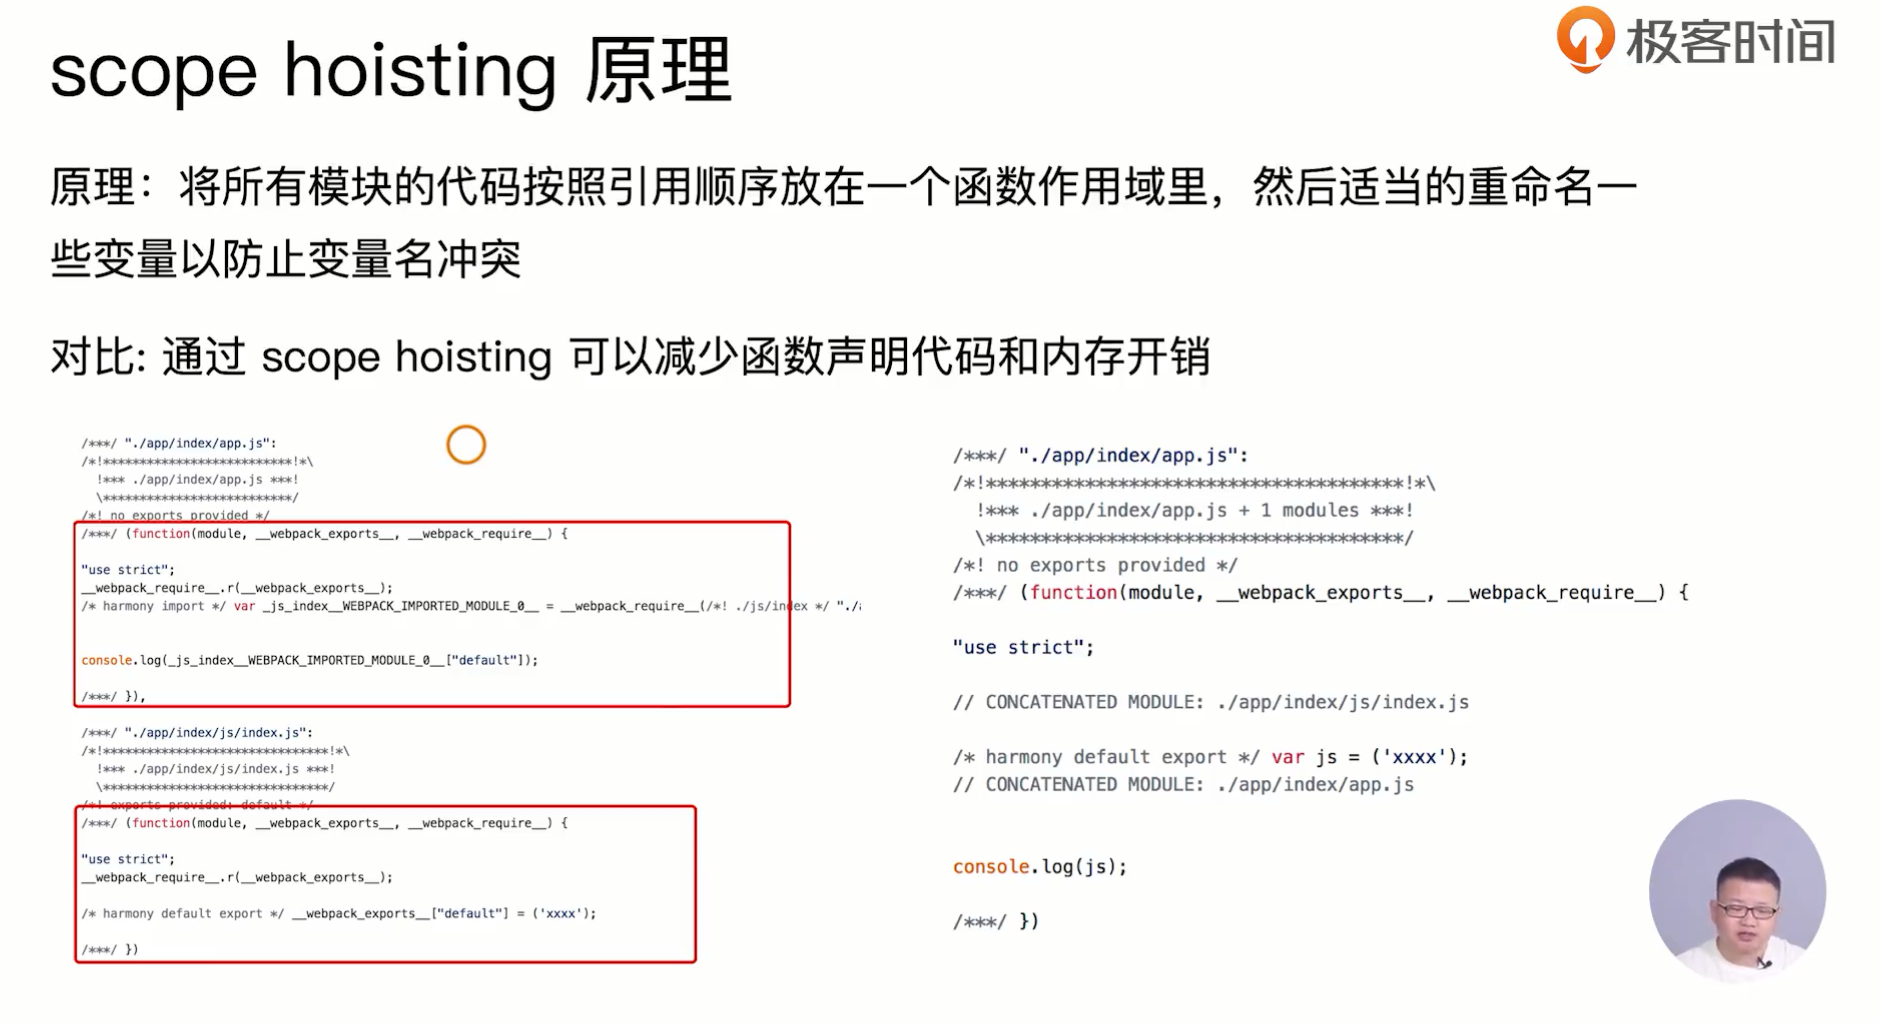 scope hoisting 原理
极客时间
原理：将所有模块的代码按照引用顺序放在一个函数作用域里，然后适当的重命名一
些变量以防止变量名冲突
对比: 通过 scope hoisting 可以减少函数声明代码和内存开销
/***/ "./app/index/app.js":
/*!**************************!*\
!*** ./app/index/app.js ***!
\**************************/
/*! no exports provided */
/***/ (function(module, __webpack_exports__, __webpack_require__) {
"use strict";
__webpack_require__.r(__webpack_exports__);
/* harmony import */ var _js_index__WEBPACK_IMPORTED_MODULE_0__ = __webpack_require__(/*! ./js/index */ "./
console.log(_js_index__WEBPACK_IMPORTED_MODULE_0__["default"]);
/***/ }),
/***/ "./app/index/js/index.js":
/*!*******************************!*\
!*** ./app/index/js/index.js ***!
\*******************************/
/*! exports provided: default */
/***/ (function(module, __webpack_exports__, __webpack_require__) {
"use strict";
__webpack_require__.r(__webpack_exports__);
/* harmony default export */ __webpack_exports__["default"] = ('xxxx');
/***/ })
/***/ "./app/index/app.js":
/*!**************************************!*\
!*** ./app/index/app.js + 1 modules ***!
\**************************************/
/*! no exports provided */
/***/ (function(module, __webpack_exports__, __webpack_require__) {
"use strict";
// CONCATENATED MODULE: ./app/index/js/index.js
/* harmony default export */ var js = ('xxxx');
// CONCATENATED MODULE: ./app/index/app.js
console.log(js);
/***/ })